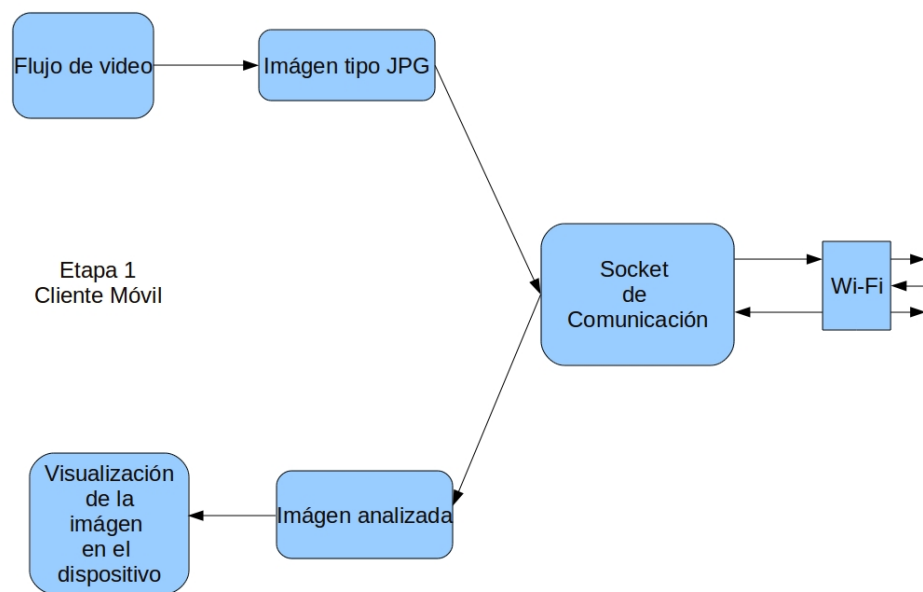 Flujo de video
Imágen tipo JPG
Etapa 1
Cliente Móvil
Socket
de
Comunicación
Wi-Fi
Visualización
de la
imágen
en el
dispositivo
Imágen analizada